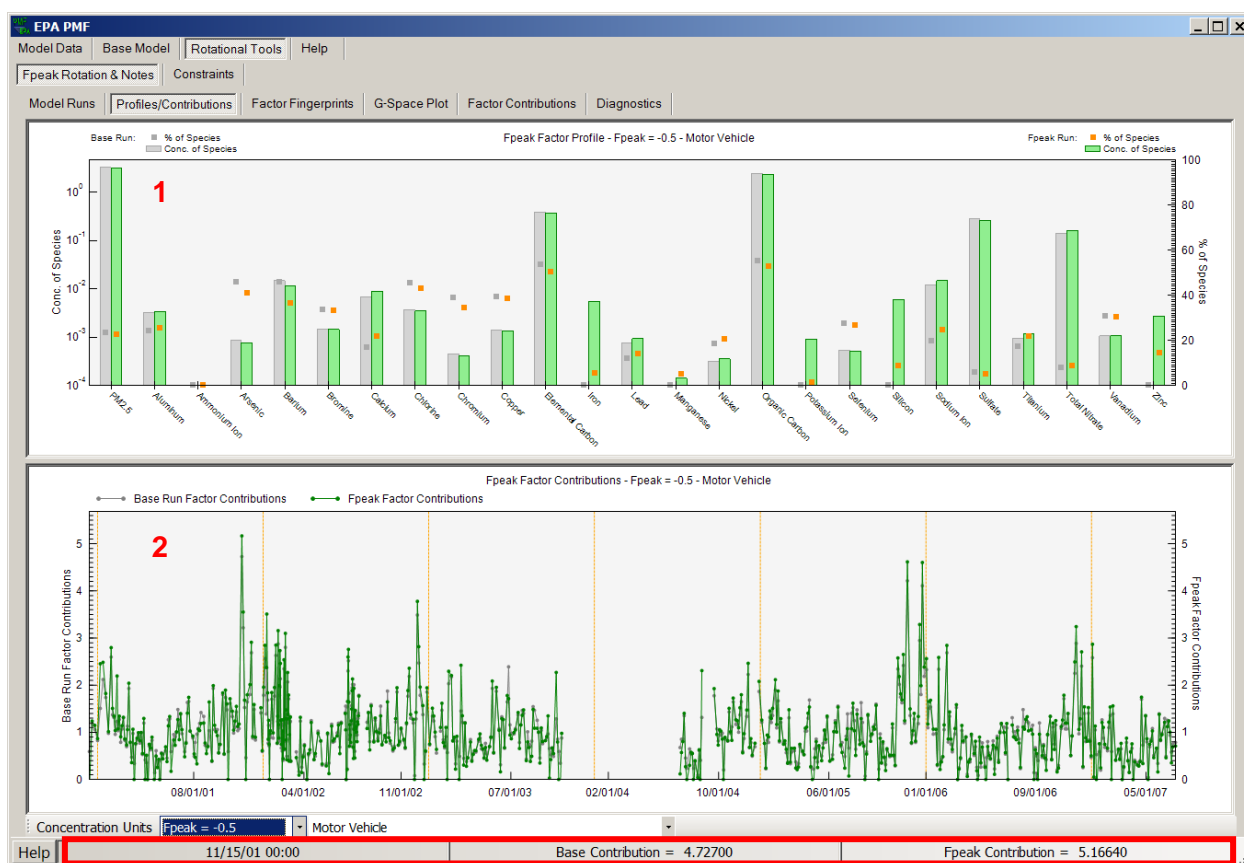 EPA PMF
Model Data Base Model Rotational Tools Help
Fpeak Rotation & Notes Constraints
Model Runs Profiles/Contributions Factor Fingerprints G-Space Plot Factor Contributions Diagnostics
Base Run: % of Species
Conc. of Species
Fpeak Factor Profile - Fpeak = -0.5 - Motor Vehicle
Fpeak Run: % of Species
Conc. of Species
1
Conc. of Species
10^0
10^-1
10^-2
10^-3
10^-4
100
80
60
40
20
0
% of Species
PM2.5
Aluminum
Ammonium Ion
Arsenic
Barium
Bromine
Calcium
Chlorine
Chromium
Copper
Elemental Carbon
Iron
Lead
Manganese
Nickel
Organic Carbon
Potassium Ion
Selenium
Silicon
Sodium Ion
Sulfate
Titanium
Total Nitrate
Vanadium
Zinc
Fpeak Factor Contributions - Fpeak = -0.5 - Motor Vehicle
Base Run Factor Contributions Fpeak Factor Contributions
2
Base Run Factor Contributions
5
4
3
2
1
0
5
4
3
2
1
0
Fpeak Factor Contributions
08/01/01 04/01/02 11/01/02 07/01/03 02/01/04 10/01/04 06/01/05 01/01/06 09/01/06 05/01/07
Concentration Units Fpeak = -0.5 Motor Vehicle
Help 11/15/01 00:00 Base Contribution = 4.72700 Fpeak Contribution = 5.16640